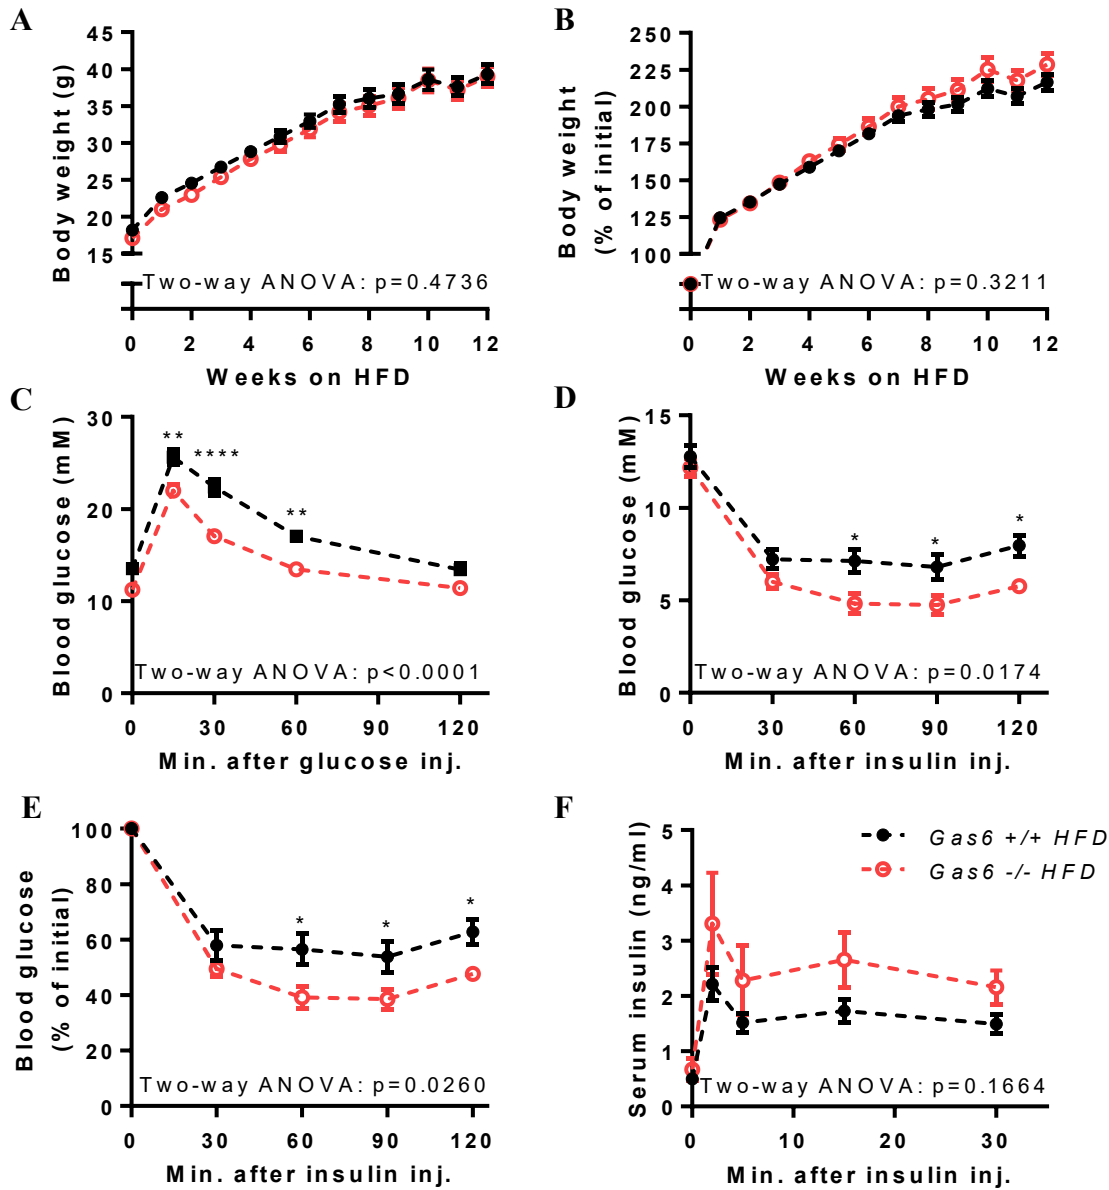 A
Body weight (g)
40
35
30
25
20
15
Two-way ANOVA: p=0.4736
0 2 4 6 8 10 12
Weeks on HFD
B
Body weight
(% of initial)
250
225
200
175
150
125
100
Two-way ANOVA: p=0.3211
0 2 4 6 8 10 12
Weeks on HFD
C
Blood glucose (mM)
30
20
10
0
**
****
**
Two-way ANOVA: p<0.0001
0 30 60 90 120
Min. after glucose inj.
D
Blood glucose (mM)
15
10
5
0
*
*
*
Two-way ANOVA: p=0.0174
0 30 60 90 120
Min. after insulin inj.
E
Blood glucose
(% of initial)
100
80
60
40
20
0
*
*
*
Two-way ANOVA: p=0.0260
0 30 60 90 120
Min. after insulin inj.
F
Serum insulin (ng/ml)
5
4
3
2
1
0
Gas6 +/+ HFD
Gas6 -/- HFD
Two-way ANOVA: p=0.1664
0 10 20 30
Min. after insulin inj.